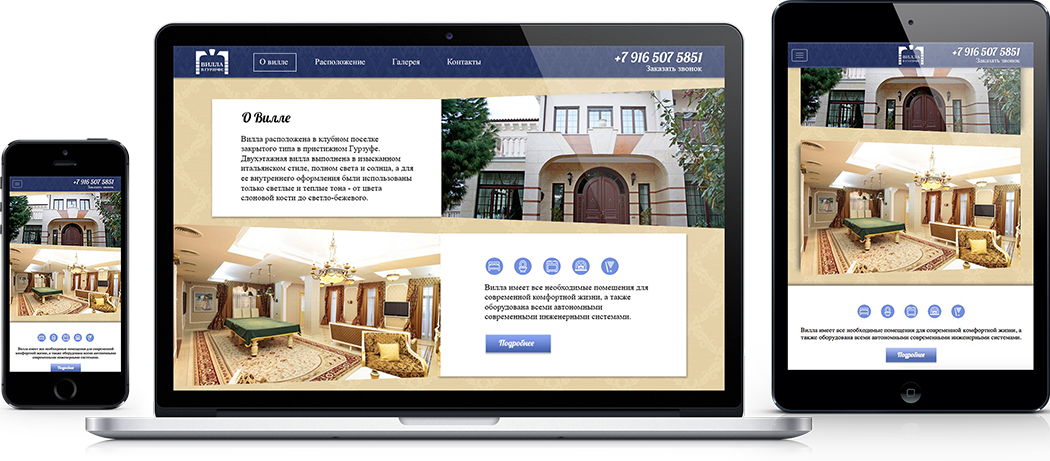 +7 916 507 5851
Заказать звонок
Вилла имеет все необходимые помещения для современной
комфортной жизни, а также оборудована всеми автономными
современными инженерными системами.
Подробнее
ВИЛЛА
В ГУРЗУФЕ
О вилле
Расположение
Галерея
Контакты
+7 916 507 5851
Заказать звонок
О Вилле
Вилла расположена в клубном поселке
закрытого типа в пристижном Гурзуфе.
Двухэтажная вилла выполнена в изысканном
итальянском стиле, полном света и солнца, а для
ее внутреннего оформления были использованы
только светлые и теплые тона - от цвета
слоновой кости до светло-бежевого.
Вилла имеет все необходимые помещения для
современной комфортной жизни, а также
оборудована всеми автономными
современными инженерными системами.
Подробнее
ВИЛЛА
В ГУРЗУФЕ
+7 916 507 5851
Заказать звонок
Вилла имеет все необходимые помещения для современной комфортной жизни, а
также оборудована всеми автономными современными инженерными системами.
Подробнее